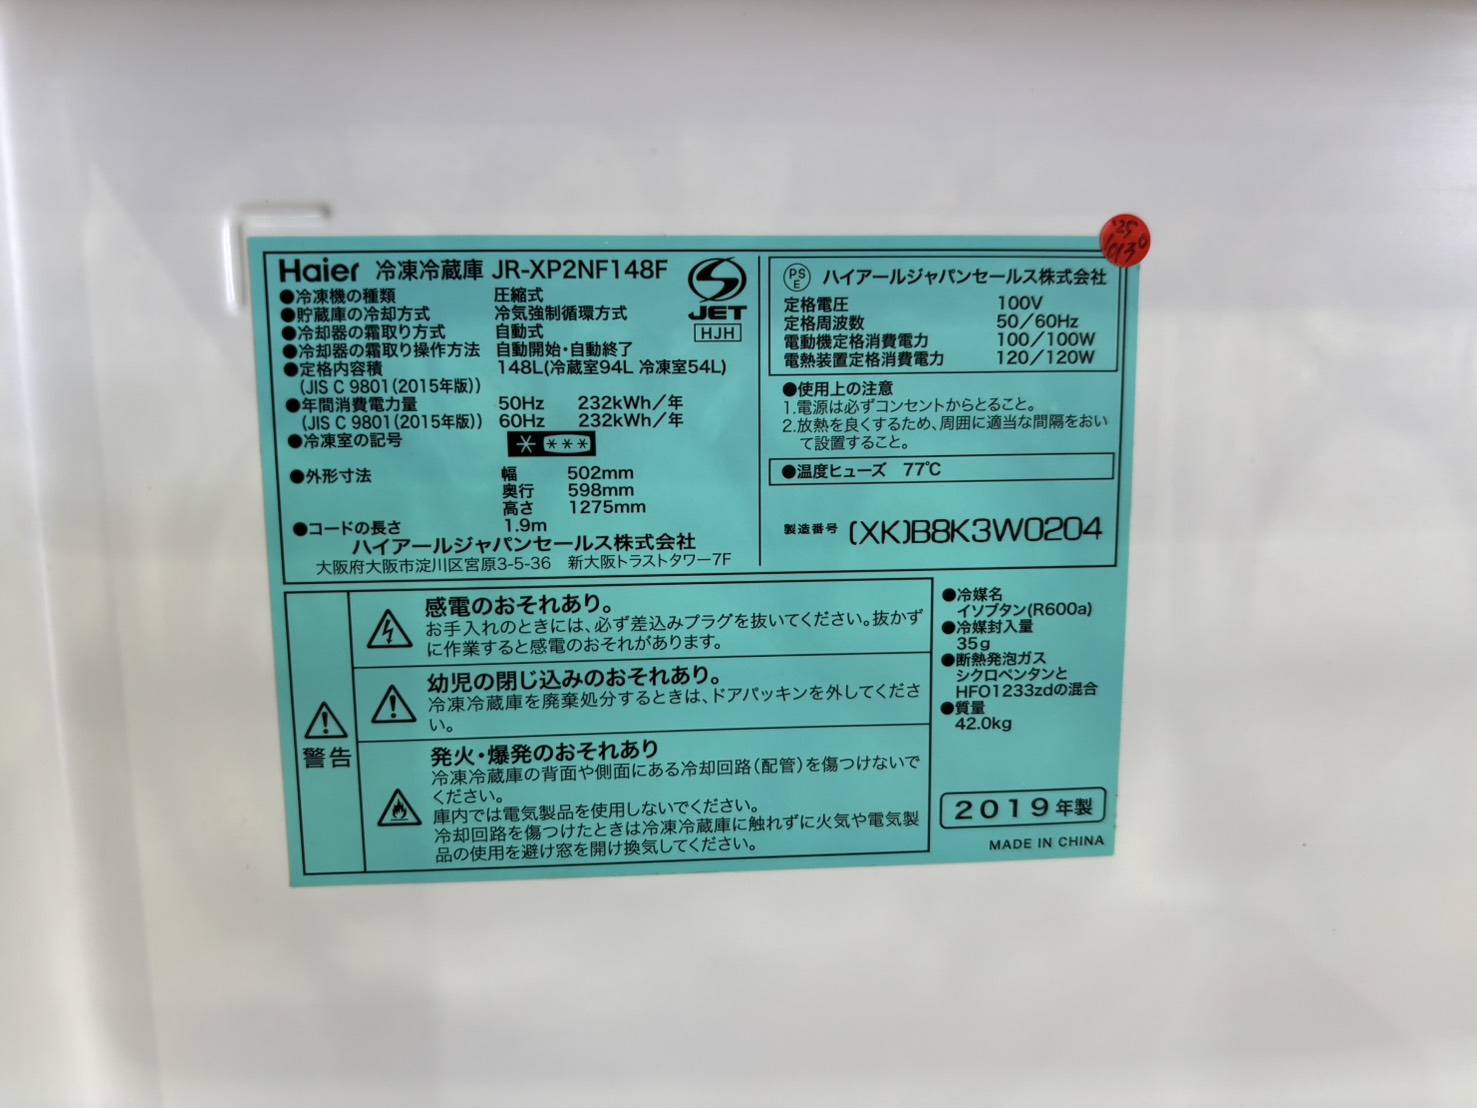 Haier 冷凍冷蔵庫 JR-XP2NF148F
●冷凍機の種類 圧縮式
●貯蔵庫の冷却方式 冷気強制循環方式
●冷却器の霜取り方式 自動式
●冷却器の霜取り操作方法 自動開始・自動終了
●定格内容積 148L(冷蔵室94L 冷凍室54L)
(JIS C 9801(2015年版))
●年間消費電力量 50Hz 232kWh/年
(JIS C 9801(2015年版)) 60Hz 232kWh/年
●冷凍室の記号 * ***
●外形寸法 幅 502mm
奥行 598mm
高さ 1275mm
●コードの長さ 1.9m
ハイアールジャパンセールス株式会社
大阪府大阪市淀川区宮原3-5-36 新大阪トラストタワー7F
JET
HJH
PSE ハイアールジャパンセールス株式会社
定格電圧 100V
定格周波数 50/60Hz
電動機定格消費電力 100/100W
電熱装置定格消費電力 120/120W
●使用上の注意
1.電源は必ずコンセントからとること。
2.放熱を良くするため、周囲に適当な間隔をおい
て設置すること。
●温度ヒューズ 77℃
製造番号 (XK)B8K3W0204
警告
感電のおそれあり。
お手入れのときには、必ず差込みプラグを抜いてください。抜かず
に作業すると感電のおそれがあります。
幼児の閉じ込みのおそれあり。
冷凍冷蔵庫を廃棄処分するときは、ドアパッキンを外してくださ
い。
発火・爆発のおそれあり
冷凍冷蔵庫の背面や側面にある冷却回路(配管)を傷つけないで
ください。
庫内では電気製品を使用しないでください。
冷却回路を傷つけたときは冷凍冷蔵庫に触れずに火気や電気製
品の使用を避け窓を開け換気してください。
●冷媒名
イソブタン(R600a)
●冷媒封入量
35g
●断熱発泡ガス
シクロペンタンと
HFO1233zdの混合
●質量
42.0kg
2019年製
MADE IN CHINA
'25